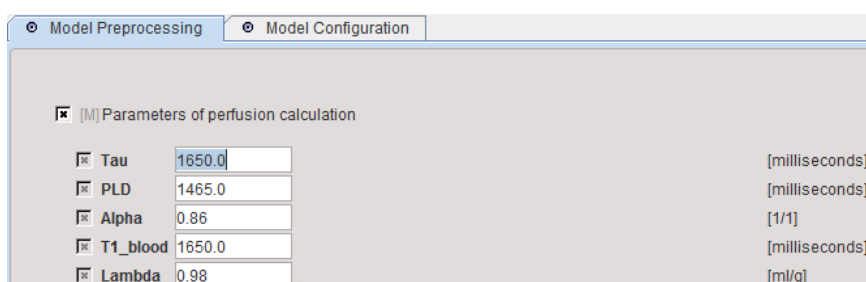 Model Preprocessing Model Configuration
[M] Parameters of perfusion calculation
Tau 1650.0 [milliseconds]
PLD 1465.0 [milliseconds]
Alpha 0.86 [1/1]
T1_blood 1650.0 [milliseconds]
Lambda 0.98 [ml/g]